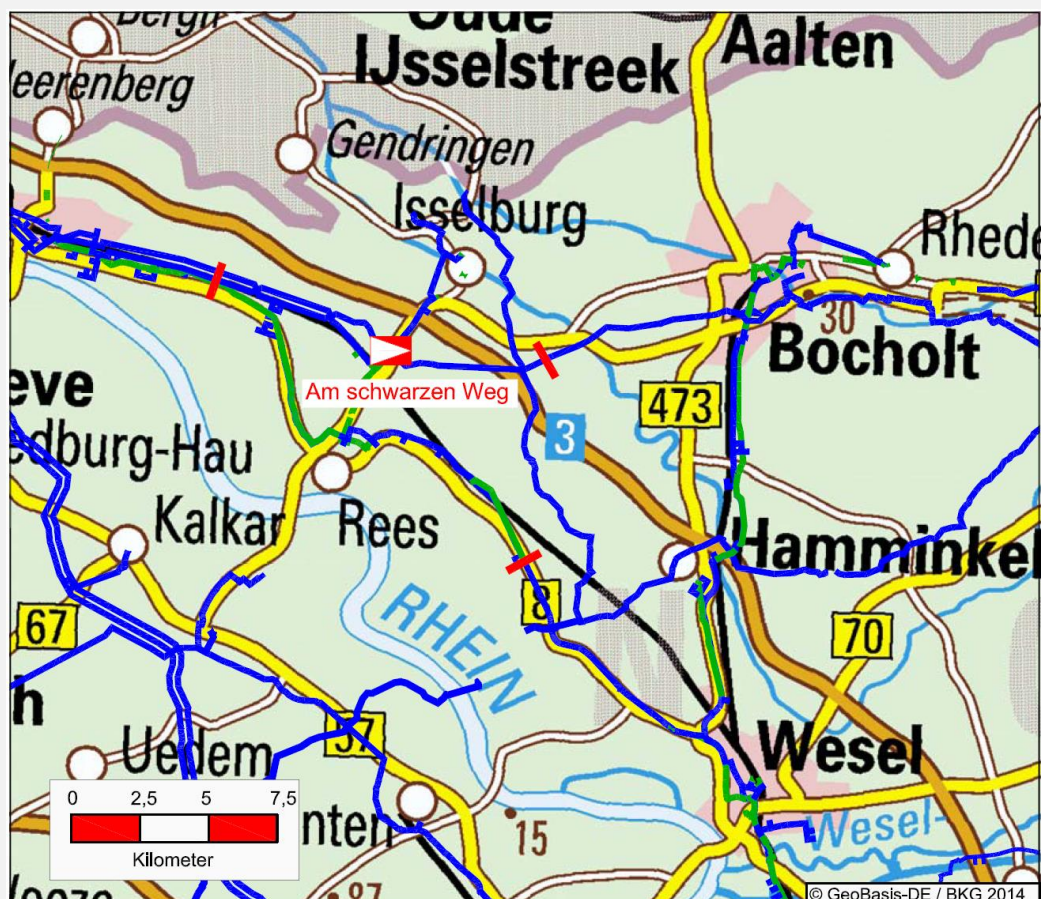 Oude
IJsselstreek
Aalten
eerenberg
Gendringen
Isselburg
Rhede
30
Bocholt
Am schwarzen Weg
473
3
eve
edburg-Hau
Kalkar
Rees
Hamminkel
RHEIN
8
67
70
57
Uedem
Wesel
nten
15
Wesel-
87
0 2,5 5 7,5
Kilometer
© GeoBasis-DE / BKG 2014